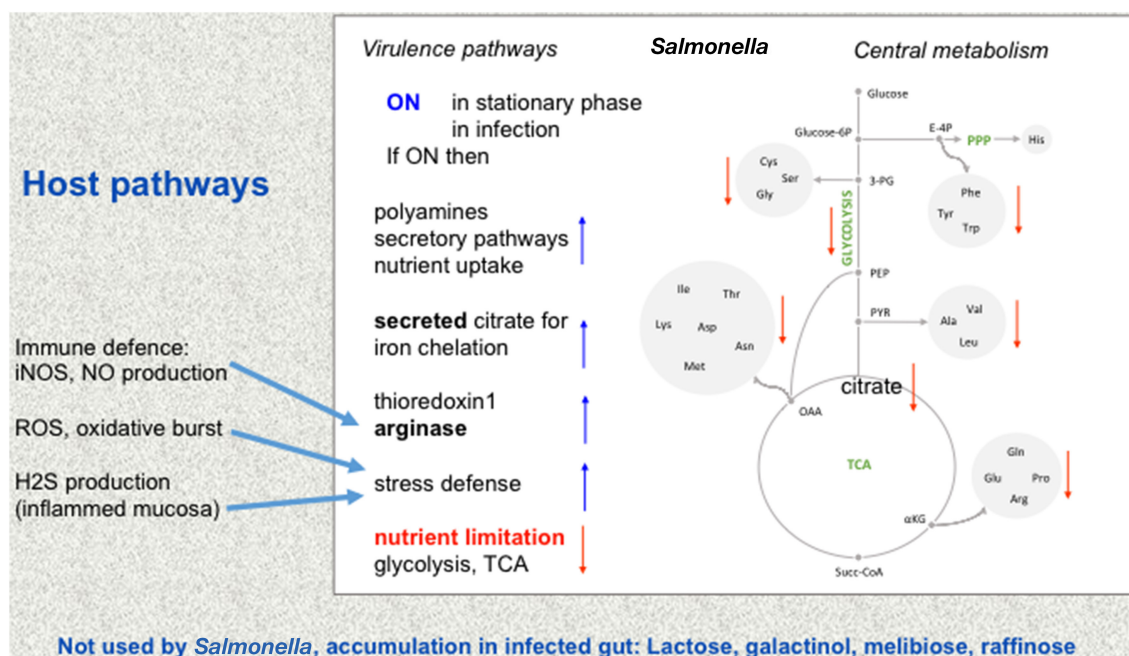 Virulence pathways
Salmonella
Central metabolism
ON in stationary phase
in infection
If ON then
Host pathways
polyamines
secretory pathways
nutrient uptake
secreted citrate for
iron chelation
Immune defence:
iNOS, NO production
thioredoxin1
arginase
ROS, oxidative burst
H2S production
(inflammed mucosa)
stress defense
nutrient limitation
glycolysis, TCA
Glucose
Glucose-6P
E-4P
PPP
His
Cys
Ser
Gly
3-PG
Phe
Tyr
Trp
GLYCOLYSIS
PEP
Ile
Thr
Lys
Asp
Asn
Met
PYR
Val
Ala
Leu
citrate
OAA
TCA
Gln
Glu
Pro
Arg
αKG
Succ-CoA
Not used by Salmonella, accumulation in infected gut: Lactose, galactinol, melibiose, raffinose